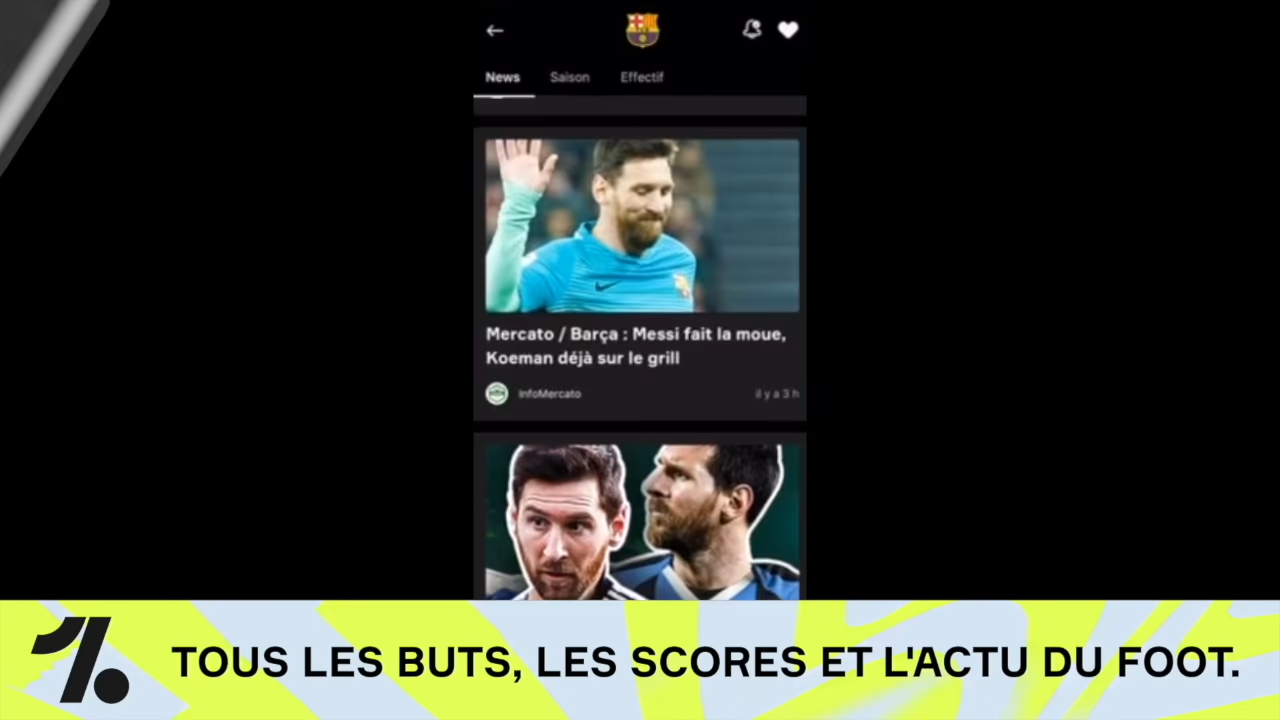 News Saison Effectif
Mercato / Barça : Messi fait la moue,
Koeman déjà sur le grill
InfoMercato il y a 3 h
TOUS LES BUTS, LES SCORES ET L'ACTU DU FOOT.